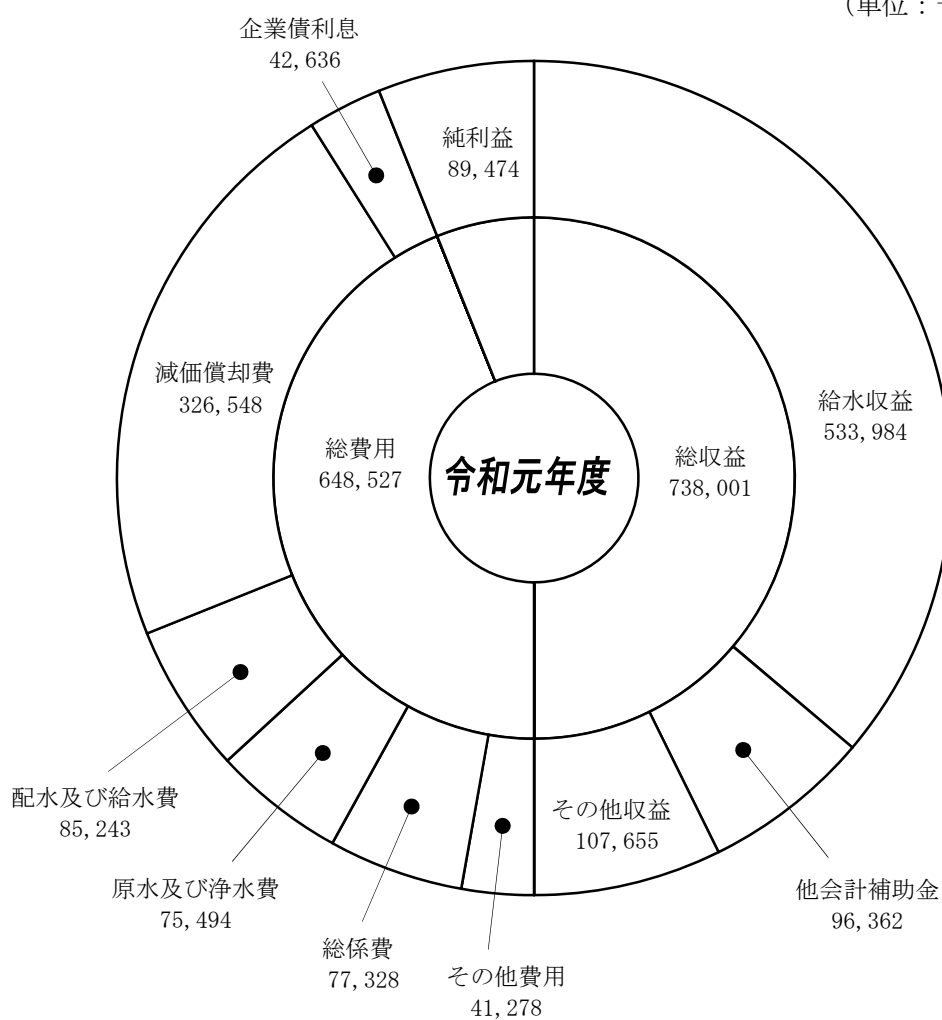 （単位：
企業債利息
42,636
純利益
89,474
減価償却費
326,548
給水収益
533,984
総費用
648,527
令和元年度
総収益
738,001
配水及び給水費
85,243
その他収益
107,655
原水及び浄水費
75,494
他会計補助金
96,362
総係費
77,328
その他費用
41,278